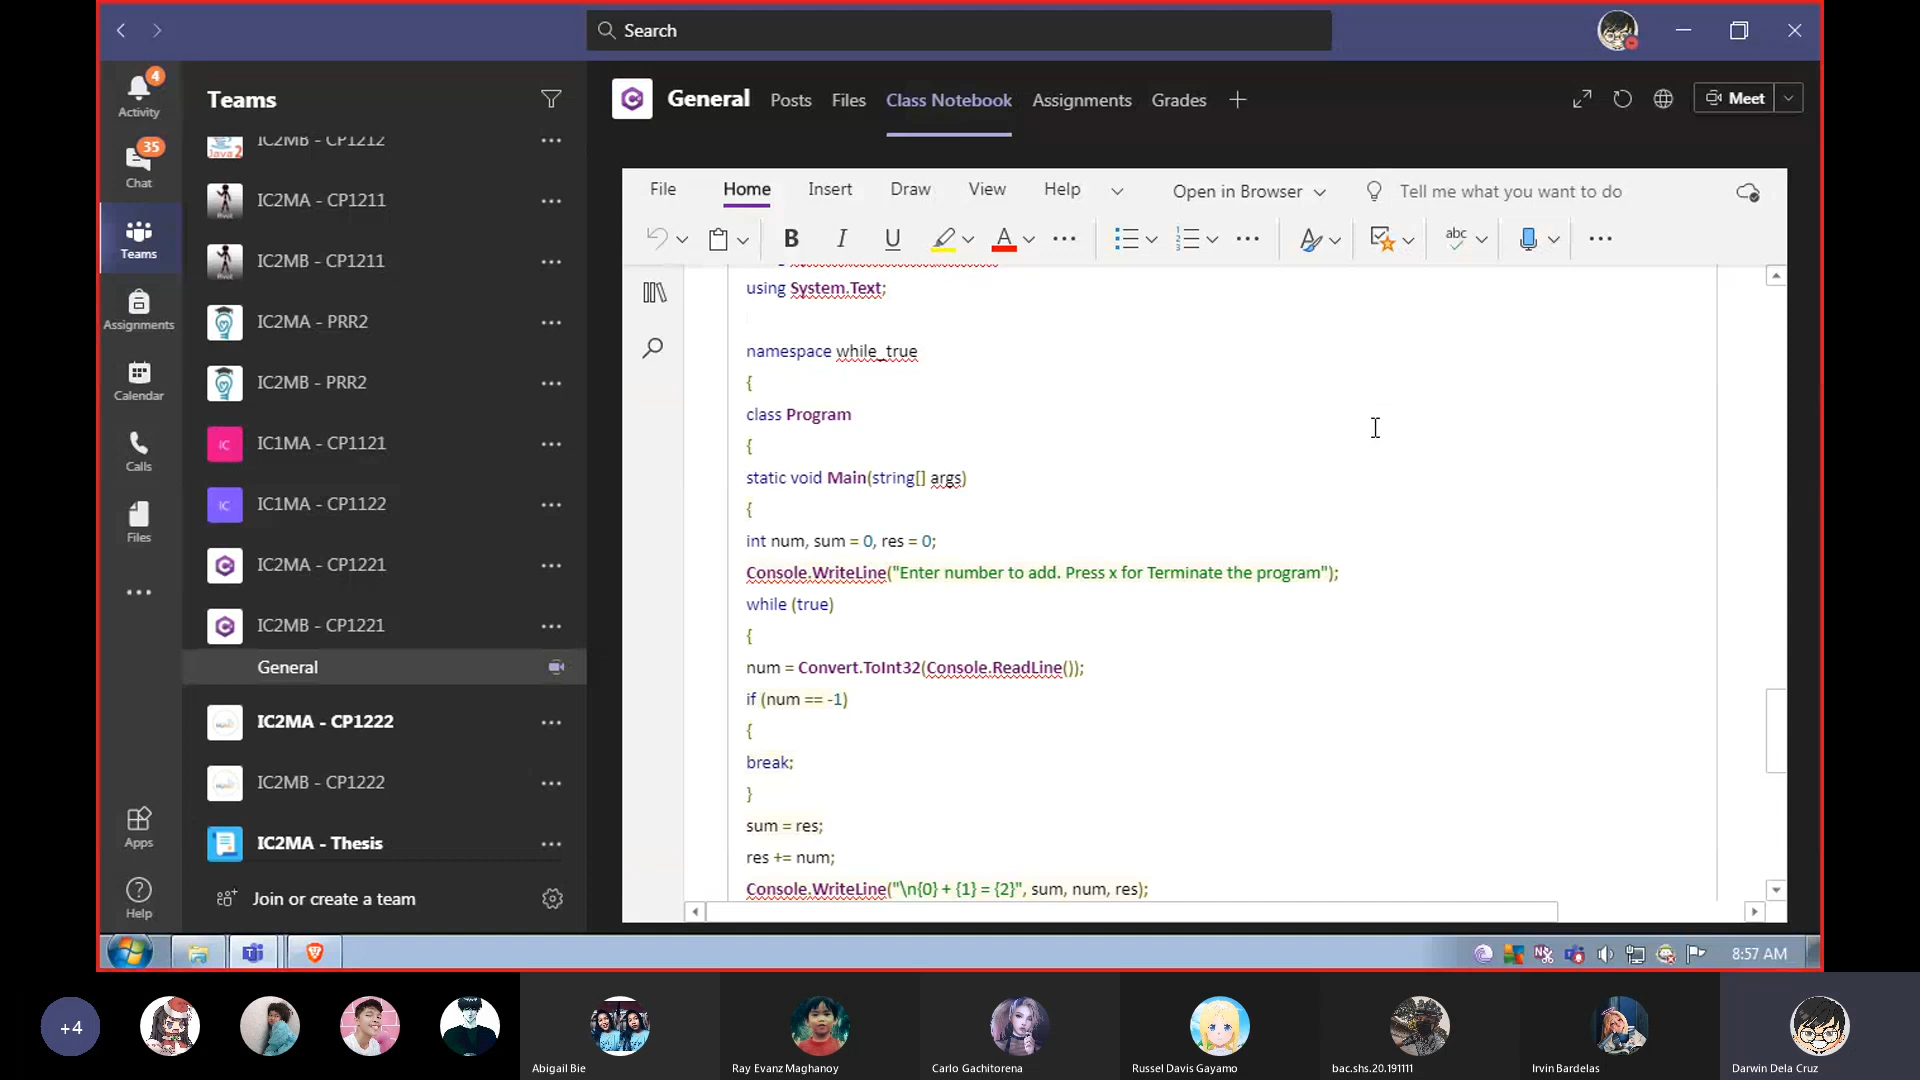 Search
4
Activity
35
Chat
Teams
Assignments
Calendar
Calls
Files
Apps
Help
Teams
IC2MB - CP1212
IC2MA - CP1211
IC2MB - CP1211
IC2MA - PRR2
IC2MB - PRR2
IC IC1MA - CP1121
IC IC1MA - CP1122
IC2MA - CP1221
IC2MB - CP1221
General
IC2MA - CP1222
IC2MB - CP1222
IC2MA - Thesis
Join or create a team
General Posts Files Class Notebook Assignments Grades Meet
File Home Insert Draw View Help Open in Browser Tell me what you want to do
B I U A abc
using System.Text;
namespace while_true
{
class Program
{
static void Main(string[] args)
{
int num, sum = 0, res = 0;
Console.WriteLine("Enter number to add. Press x for Terminate the program");
while (true)
{
num = Convert.ToInt32(Console.ReadLine());
if (num == -1)
{
break;
}
sum = res;
res += num;
Console.WriteLine("\n{0} + {1} = {2}", sum, num, res);
8:57 AM
+4
Abigail Bie
Ray Evanz Maghanoy
Carlo Gachitorena
Russel Davis Gayamo
bac.shs.20.191111
Irvin Bardelas
Darwin Dela Cruz